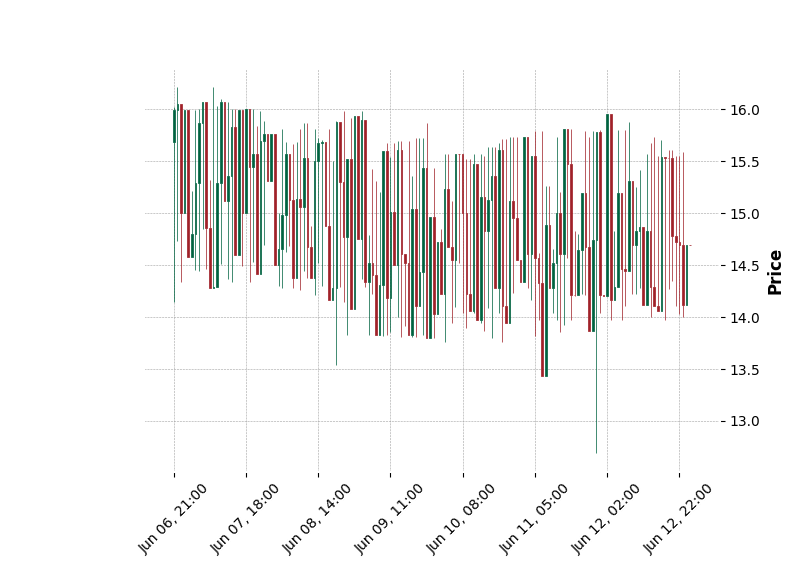 16.0
15.5
15.0
14.5
14.0
13.5
13.0
Price
Jun 06, 21:00
Jun 07, 18:00
Jun 08, 14:00
Jun 09, 11:00
Jun 10, 08:00
Jun 11, 05:00
Jun 12, 02:00
Jun 12, 22:00